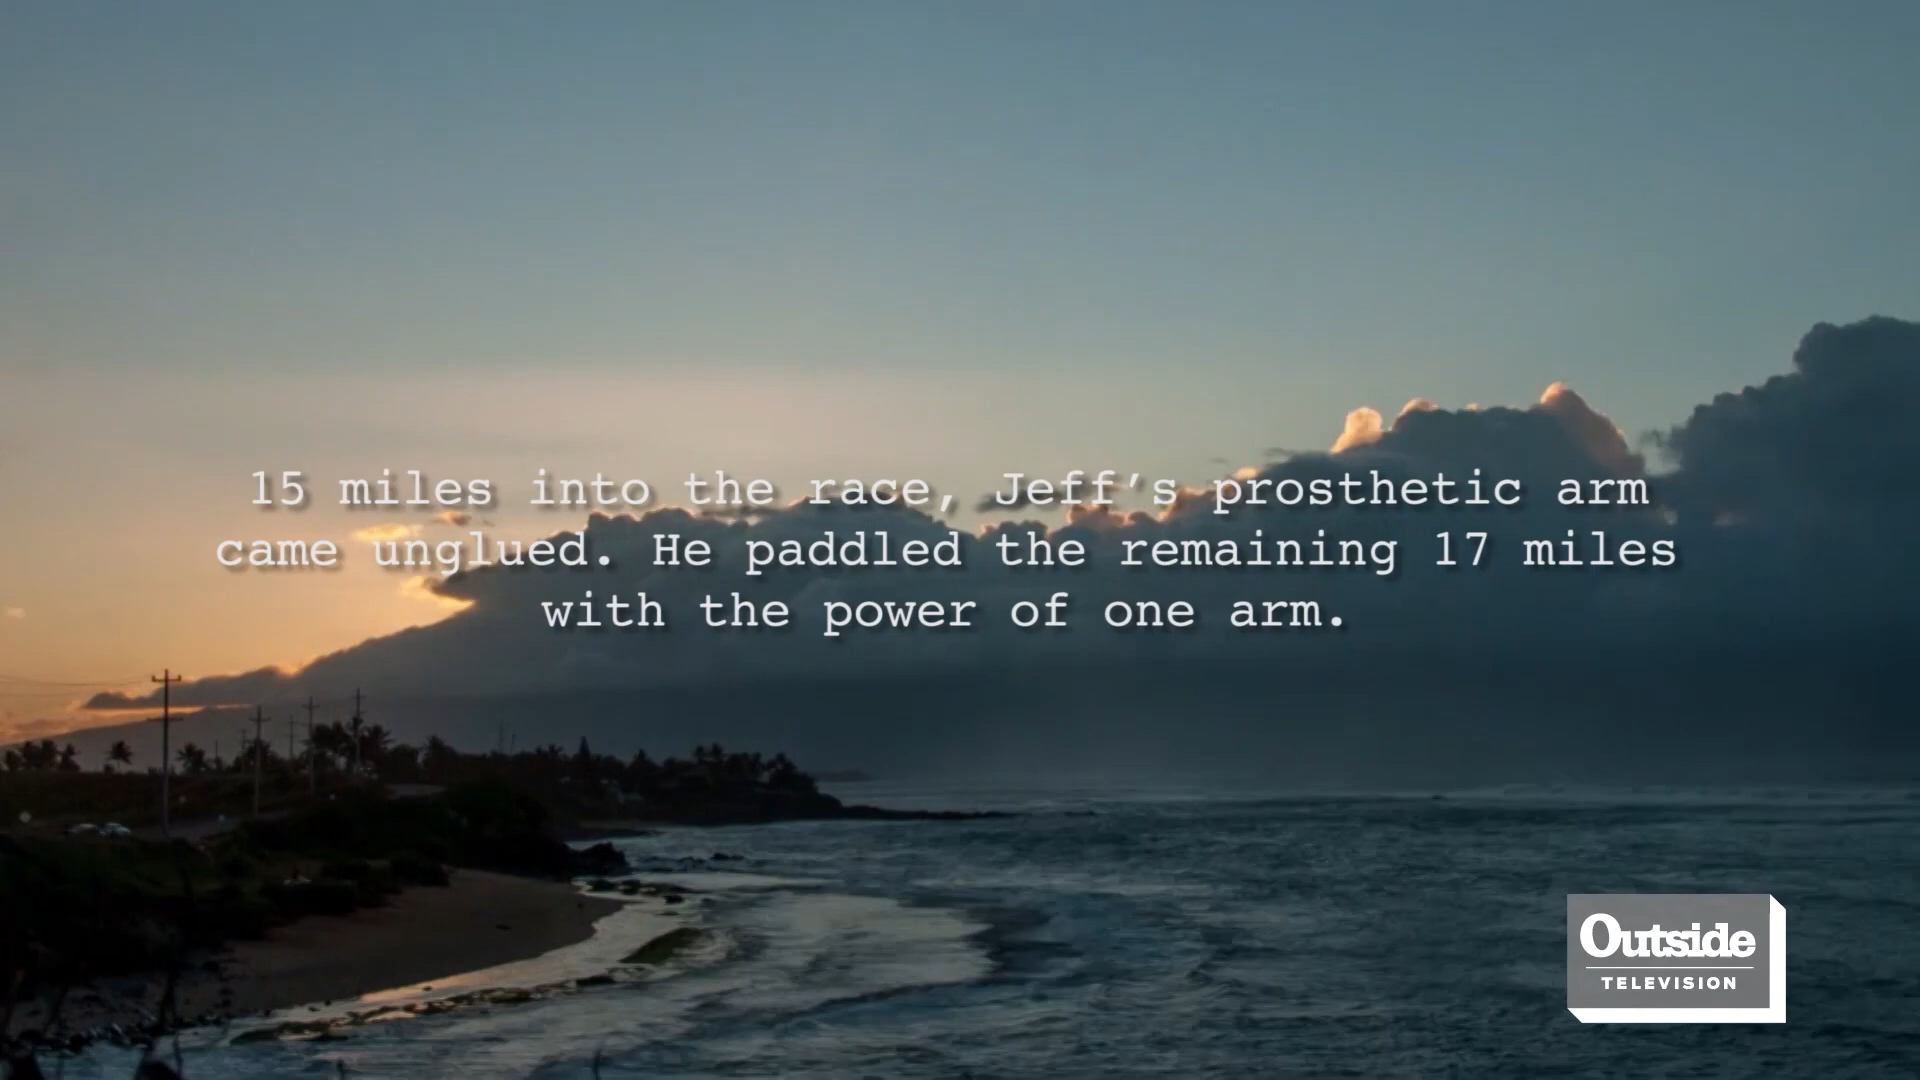 15 miles into the race, Jeff’s prosthetic arm
came unglued. He paddled the remaining 17 miles
with the power of one arm.
Outside
TELEVISION